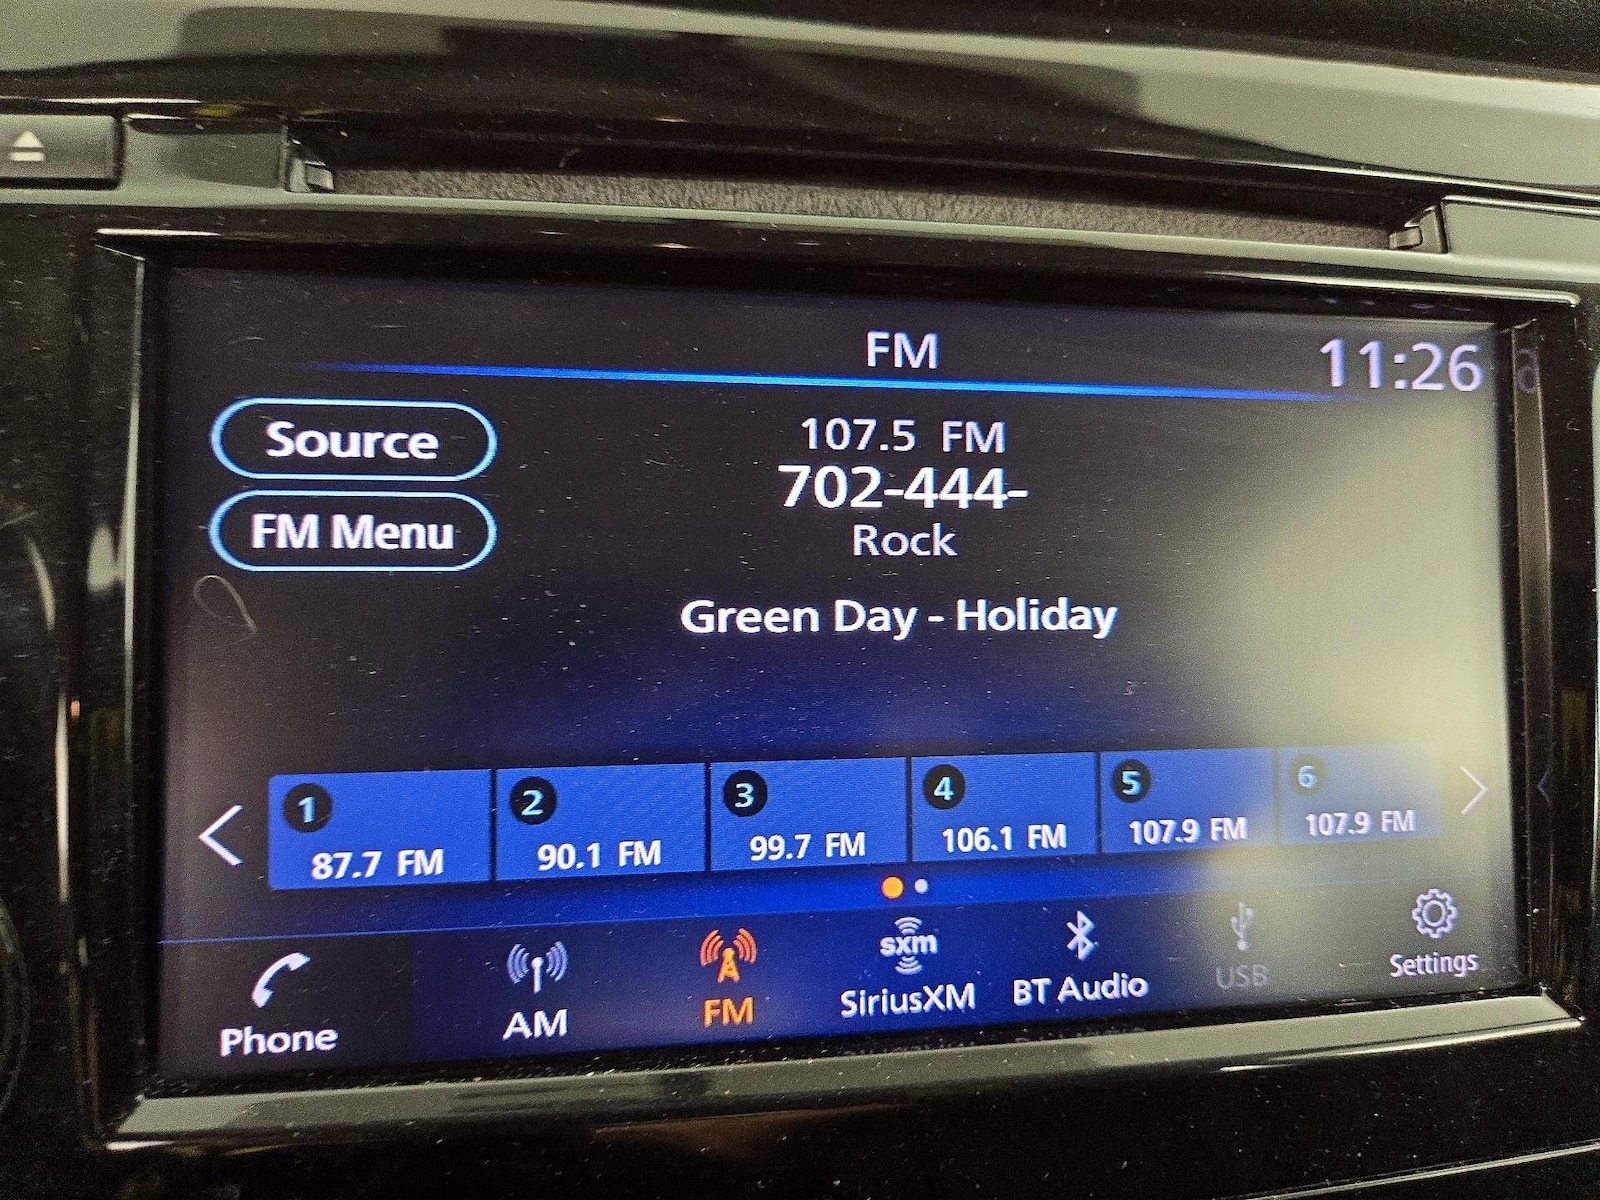 FM
11:26
Source
107.5 FM
702-444-
FM Menu
Rock
Green Day - Holiday
1
2
3
4
5
6
87.7 FM
90.1 FM
99.7 FM
106.1 FM
107.9 FM
107.9 FM
sxm
Phone
AM
FM
SiriusXM
BT Audio
USB
Settings